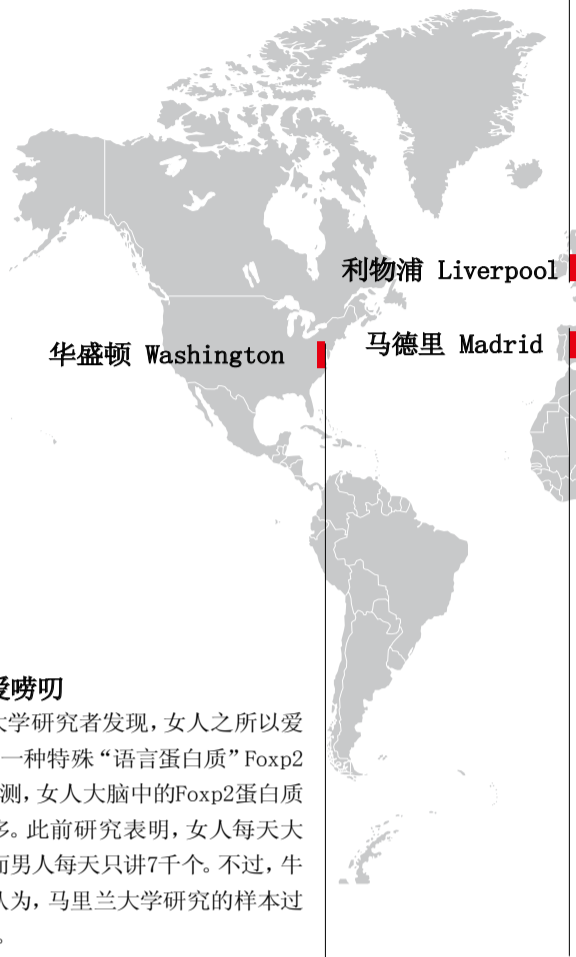 利物浦 Liverpool
马德里 Madrid
华盛顿 Washington
爱唠叨
大学研究者发现，女人之所以爱
一种特殊“语言蛋白质”Foxp2
测，女人大脑中的Foxp2蛋白质
多。此前研究表明，女人每天大
而男人每天只讲7千个。不过，牛
认为，马里兰大学研究的样本过
。